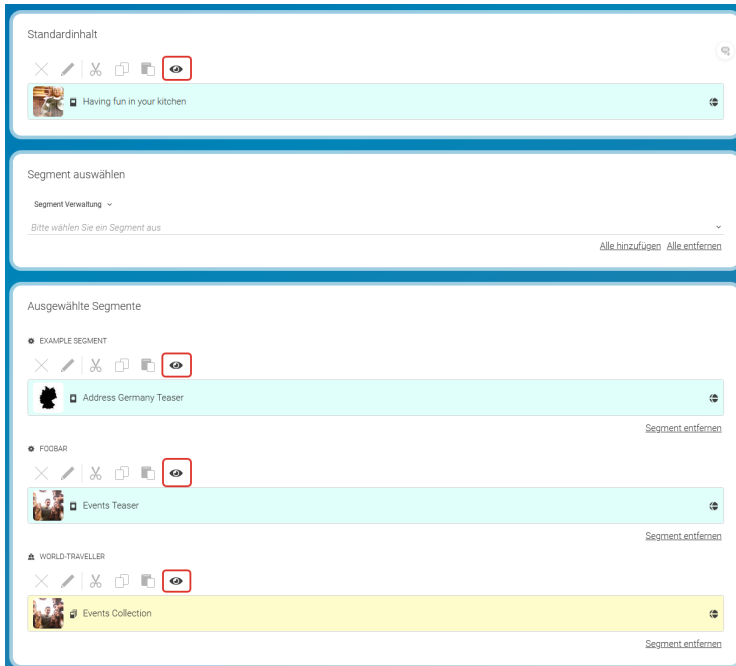 Standardinhalt
Having fun in your kitchen
Segment auswählen
Segment Verwaltung
Bitte wählen Sie ein Segment aus
Alle hinzufügen Alle entfernen
Ausgewählte Segmente
EXAMPLE SEGMENT
Address Germany Teaser
Segment entfernen
FOOBAR
Events Teaser
Segment entfernen
WORLD-TRAVELLER
Events Collection
Segment entfernen